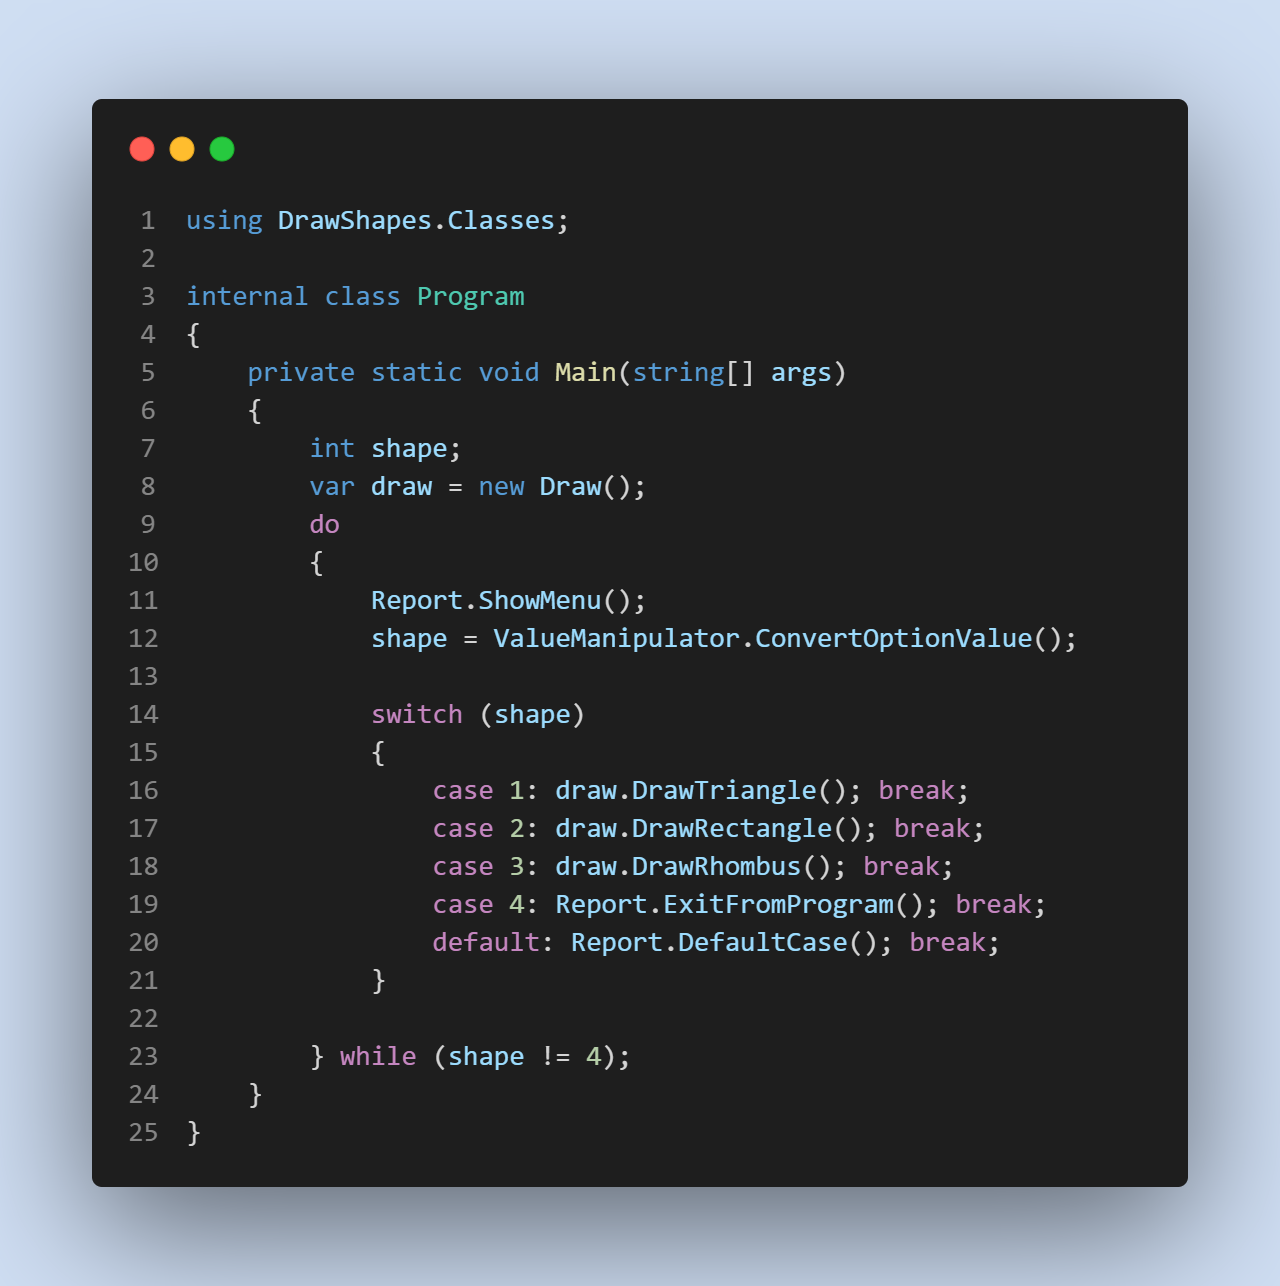 1 using DrawShapes.Classes;
2
3 internal class Program
4 {
5     private static void Main(string[] args)
6     {
7         int shape;
8         var draw = new Draw();
9         do
10         {
11             Report.ShowMenu();
12             shape = ValueManipulator.ConvertOptionValue();
13
14             switch (shape)
15             {
16                 case 1: draw.DrawTriangle(); break;
17                 case 2: draw.DrawRectangle(); break;
18                 case 3: draw.DrawRhombus(); break;
19                 case 4: Report.ExitFromProgram(); break;
20                 default: Report.DefaultCase(); break;
21             }
22
23         } while (shape != 4);
24     }
25 }